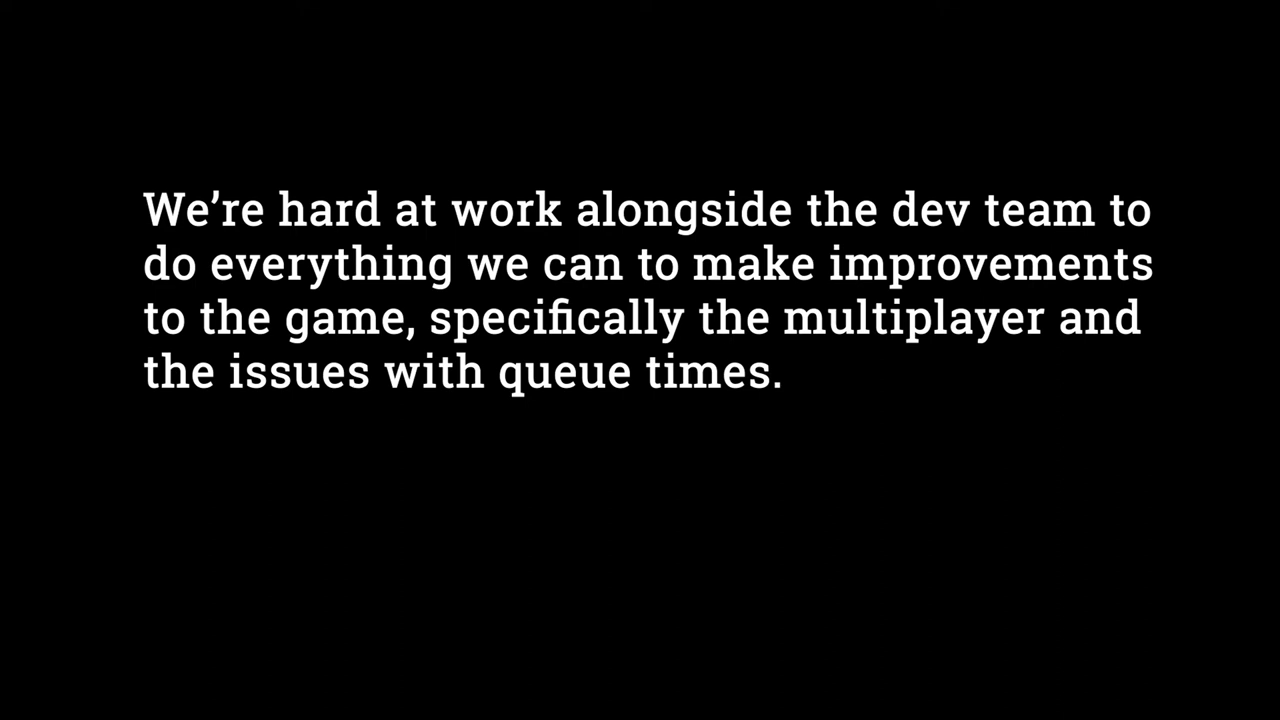 We’re hard at work alongside the dev team to
do everything we can to make improvements
to the game, specifically the multiplayer and
the issues with queue times.